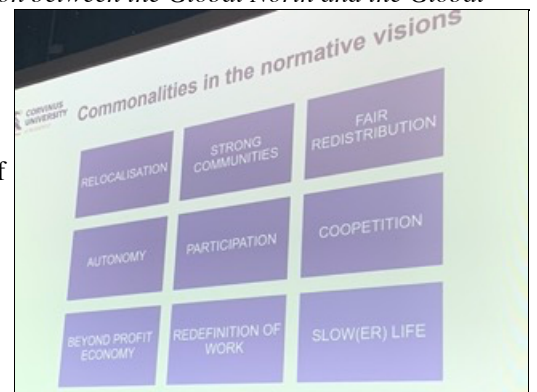 ion between the Global North and the Global
f
CORVINUS
UNIVERSITY
Commonalities in the normative visions
RELOCALISATION
STRONG
COMMUNITIES
FAIR
REDISTRIBUTION
AUTONOMY
PARTICIPATION
COOPETITION
BEYOND PROFIT
ECONOMY
REDEFINITION OF
WORK
SLOW(ER) LIFE